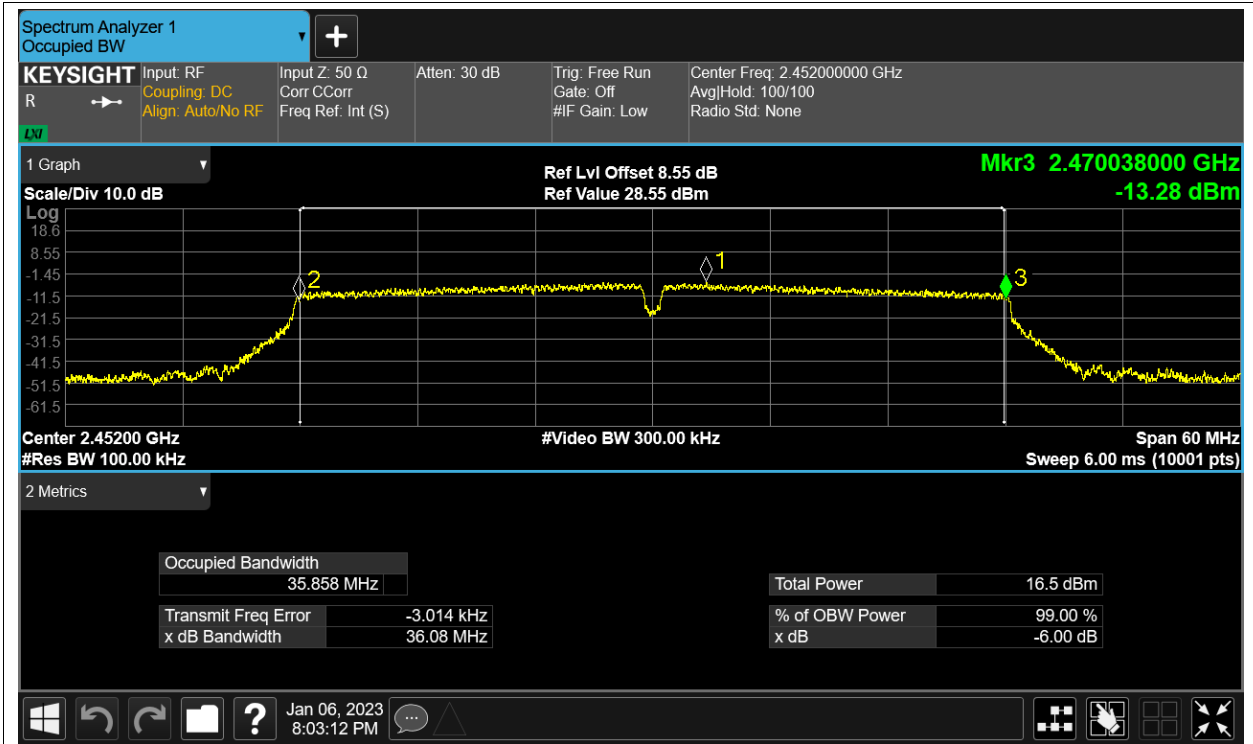 Spectrum Analyzer 1
Occupied BW
KEYSIGHT
R
LXI
Input: RF
Coupling: DC
Align: Auto/No RF
Input Z: 50 Ω
Corr CCorr
Freq Ref: Int (S)
Atten: 30 dB
Trig: Free Run
Gate: Off
#IF Gain: Low
Center Freq: 2.452000000 GHz
Avg|Hold: 100/100
Radio Std: None
1 Graph
Scale/Div 10.0 dB
Ref Lvl Offset 8.55 dB
Ref Value 28.55 dBm
Mkr3 2.470038000 GHz
-13.28 dBm
Log
18.6
8.55
-1.45
-11.5
-21.5
-31.5
-41.5
-51.5
-61.5
2
1
3
Center 2.45200 GHz
#Video BW 300.00 kHz
Span 60 MHz
#Res BW 100.00 kHz
Sweep 6.00 ms (10001 pts)
2 Metrics
Occupied Bandwidth
35.858 MHz
Transmit Freq Error -3.014 kHz
x dB Bandwidth 36.08 MHz
Total Power 16.5 dBm
% of OBW Power 99.00 %
x dB -6.00 dB
Jan 06, 2023
8:03:12 PM